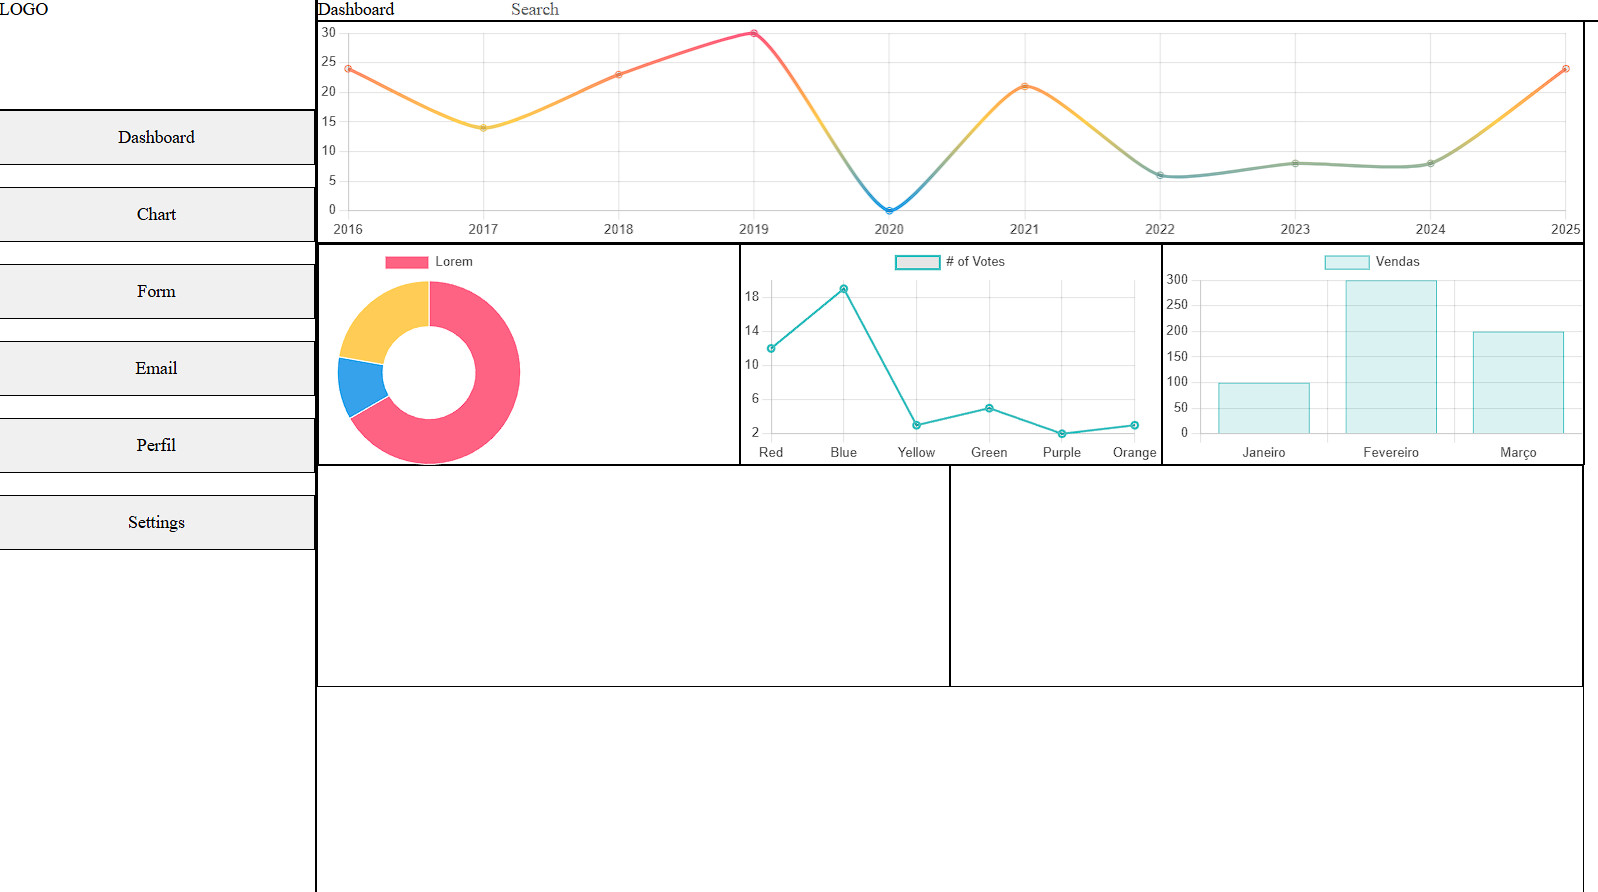 LOGO
Dashboard
Chart
Form
Email
Perfil
Settings
Dashboard Search
30
25
20
15
10
5
0
2016 2017 2018 2019 2020 2021 2022 2023 2024 2025
Lorem
# of Votes
18
14
10
6
2
Red Blue Yellow Green Purple Orange
Vendas
300
250
200
150
100
50
0
Janeiro Fevereiro Março